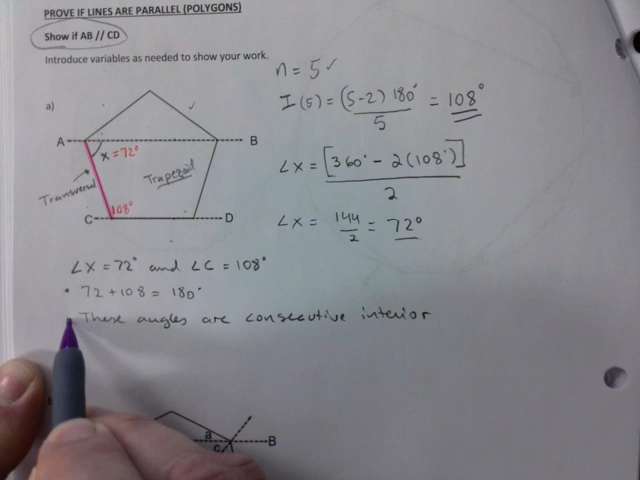 PROVE IF LINES ARE PARALLEL (POLYGONS)
Show if AB // CD
Introduce variables as needed to show your work.
n = 5 ✓
a)
I(5) = (5-2) 180° / 5 = 108°
A
B
x = 72°
Transversal
Trapezoid
108°
C
D
∠x = [360° - 2(108°)] / 2
∠x = 144 / 2 = 72°
∠x = 72° and ∠C = 108°
• 72 + 108 = 180°
• These angles are consecutive interior
a
B
c